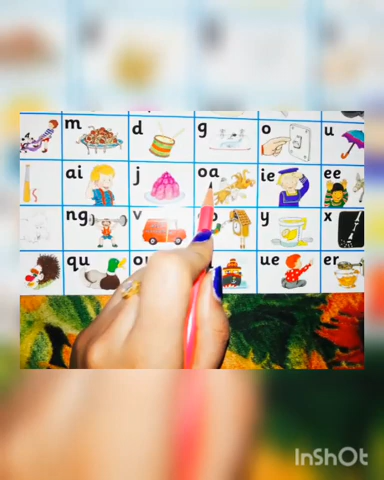 m d g o u
ai j oa ie ee
ng v y x
qu ue er
InShOt